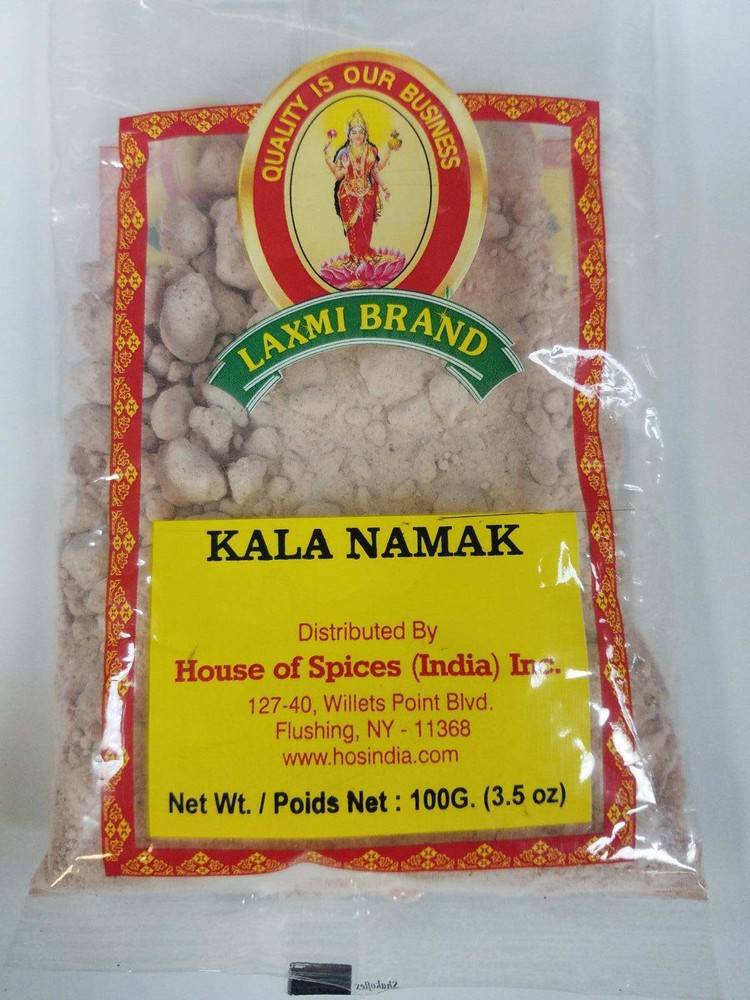 QUALITY IS OUR BUSINESS
LAXMI BRAND
KALA NAMAK
Distributed By
House of Spices (India) Inc.
127-40, Willets Point Blvd.
Flushing, NY - 11368
www.hosindia.com
Net Wt. / Poids Net : 100G. (3.5 oz)
Shakoflex